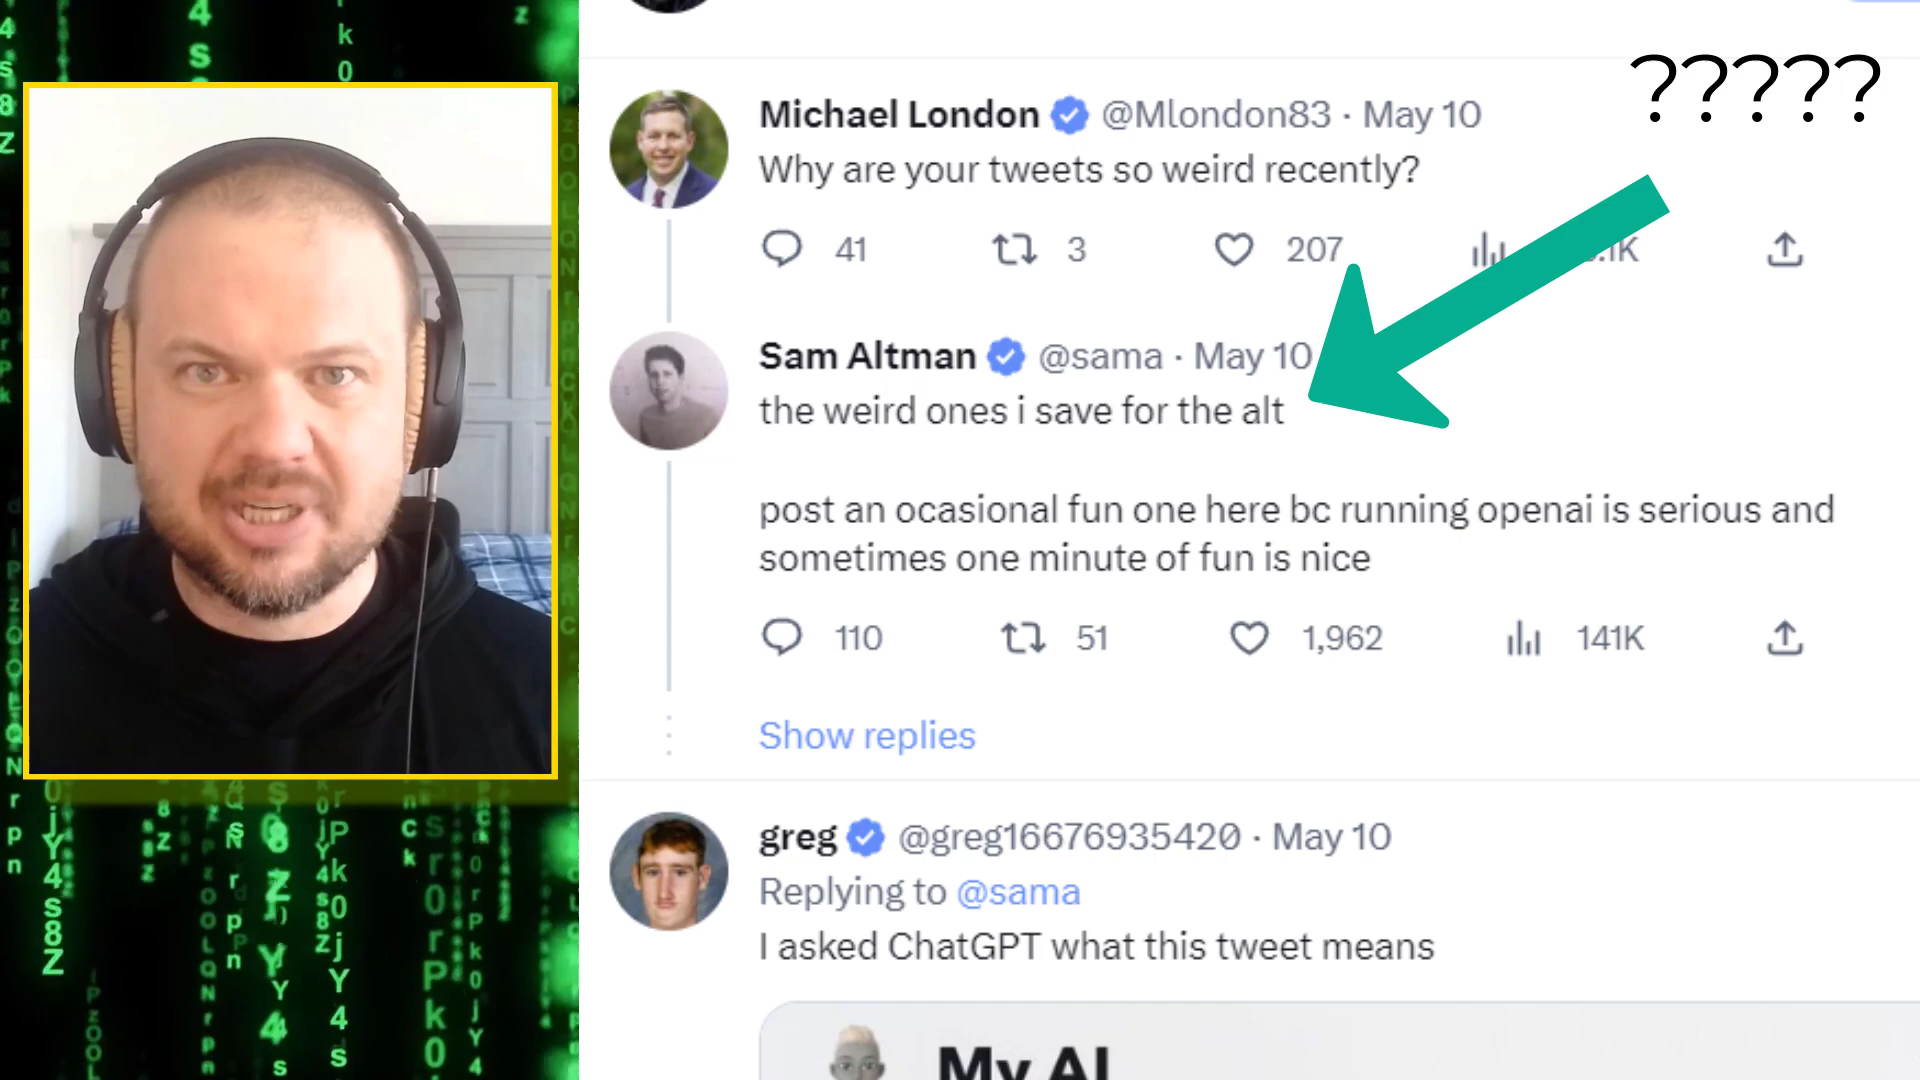 ?????
Michael London @Mlondon83 · May 10
Why are your tweets so weird recently?
41 3 207
Sam Altman @sama · May 10
the weird ones i save for the alt
post an ocasional fun one here bc running openai is serious and
sometimes one minute of fun is nice
110 51 1,962 141K
Show replies
greg @greg16676935420 · May 10
Replying to @sama
I asked ChatGPT what this tweet means
My AI